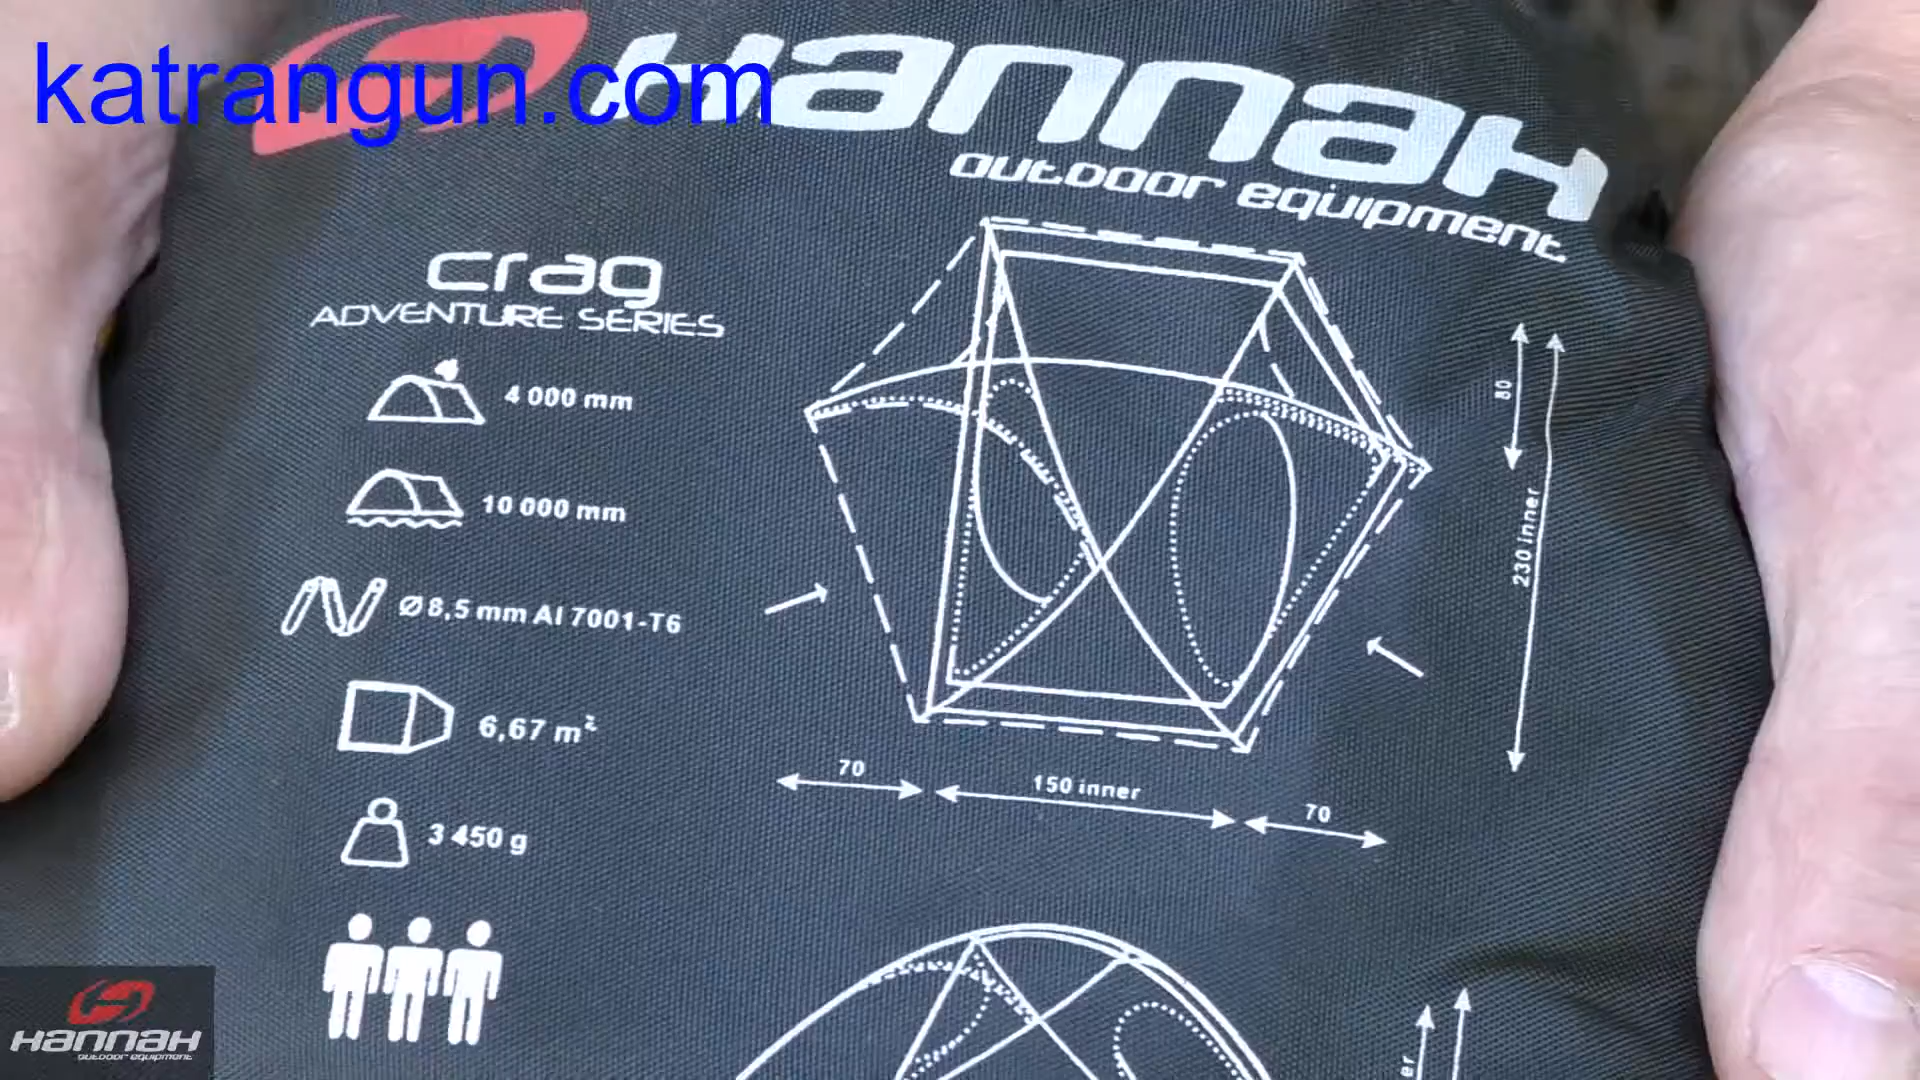 katrangun.com
Hannah
outdoor equipment
crag
ADVENTURE SERIES
4 000 mm
10 000 mm
Ø 8,5 mm Al 7001-T6
6,67 m²
3 450 g
80
230 inner
70
150 inner
70
Hannah
outdoor equipment